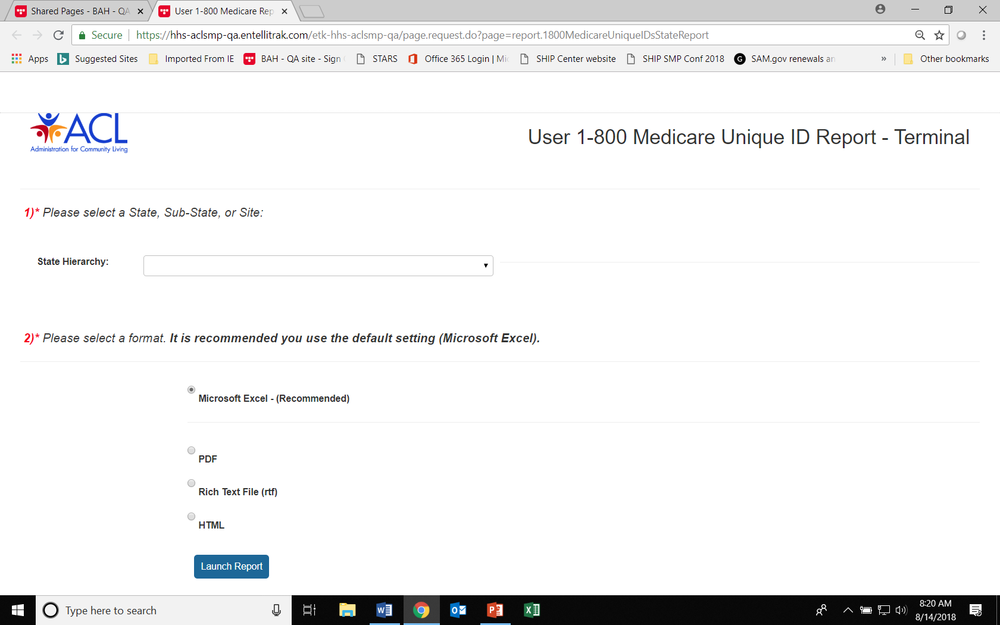 Shared Pages - BAH - QA
User 1-800 Medicare Rep
Secure
https://hhs-aclsmp-qa.entellitrak.com/etk-hhs-aclsmp-qa/page.request.do?page=report.1800MedicareUniqueIDsStateReport
Apps
Suggested Sites
Imported From IE
BAH - QA site - Sign
STARS
Office 365 Login | Mic
SHIP Center website
SHIP SMP Conf 2018
SAM.gov renewals an
»
Other bookmarks
ACL
Administration for Community Living
User 1-800 Medicare Unique ID Report - Terminal
1)* Please select a State, Sub-State, or Site:
State Hierarchy:
2)* Please select a format. It is recommended you use the default setting (Microsoft Excel).
Microsoft Excel - (Recommended)
PDF
Rich Text File (rtf)
HTML
Launch Report
Type here to search
8:20 AM
8/14/2018